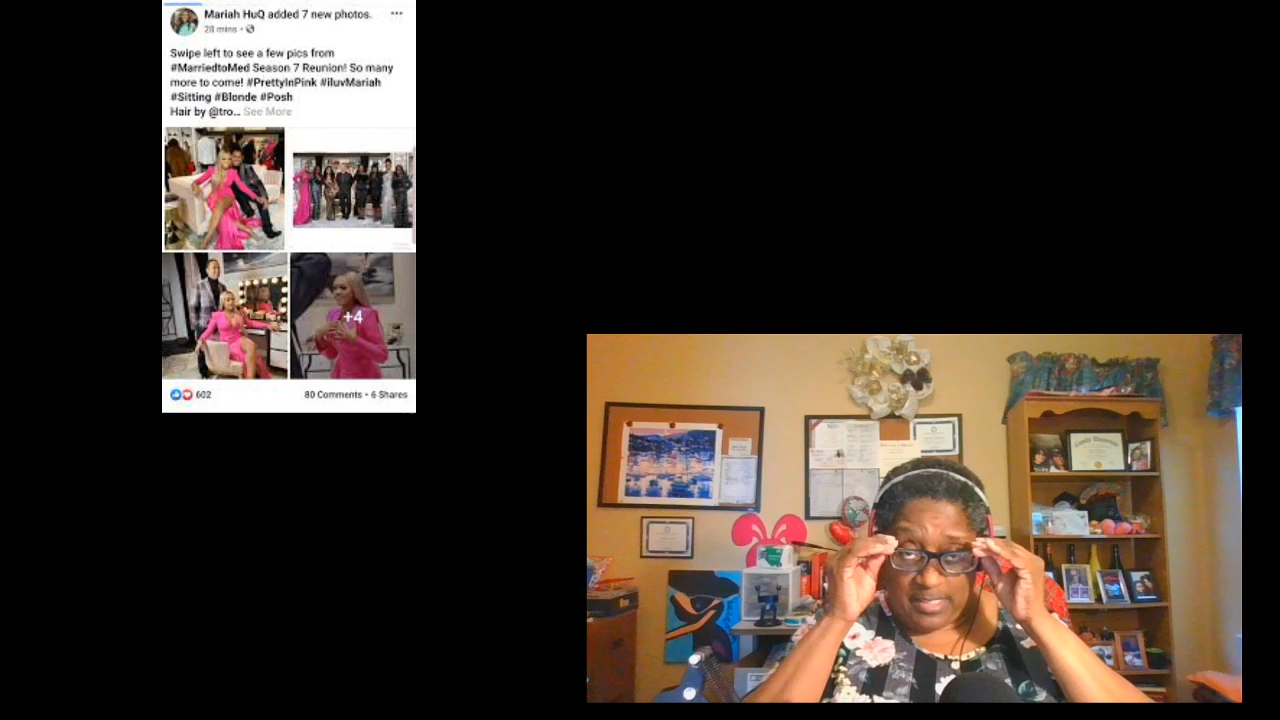 Mariah HuQ added 7 new photos.
28 mins •
Swipe left to see a few pics from
#MarriedtoMed Season 7 Reunion! So many
more to come! #PrettyInPink #iluvMariah
#Sitting #Blonde #Posh
Hair by @tro... See More
+4
602
80 Comments • 6 Shares